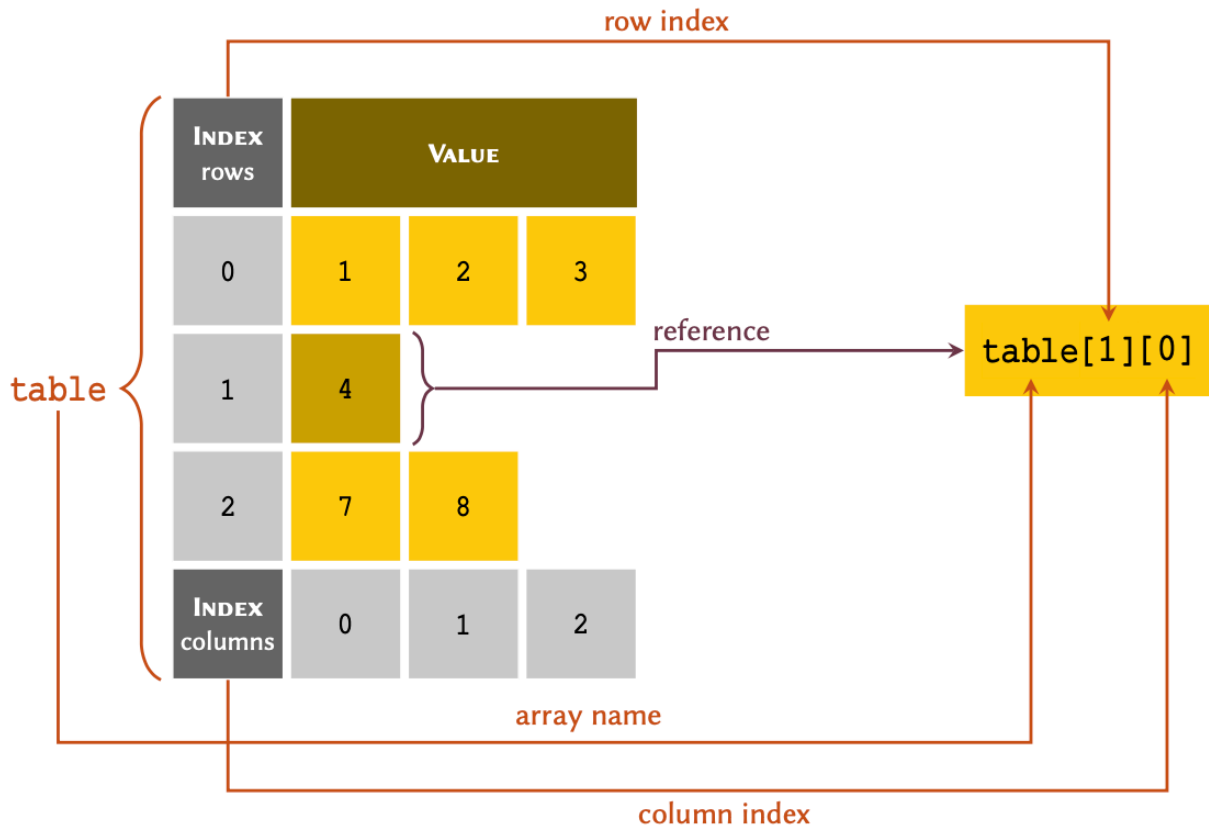 row index
INDEX
rows
VALUE
0 1 2 3
reference
table[1][0]
table
1 4
2 7 8
INDEX
columns
0 1 2
array name
column index